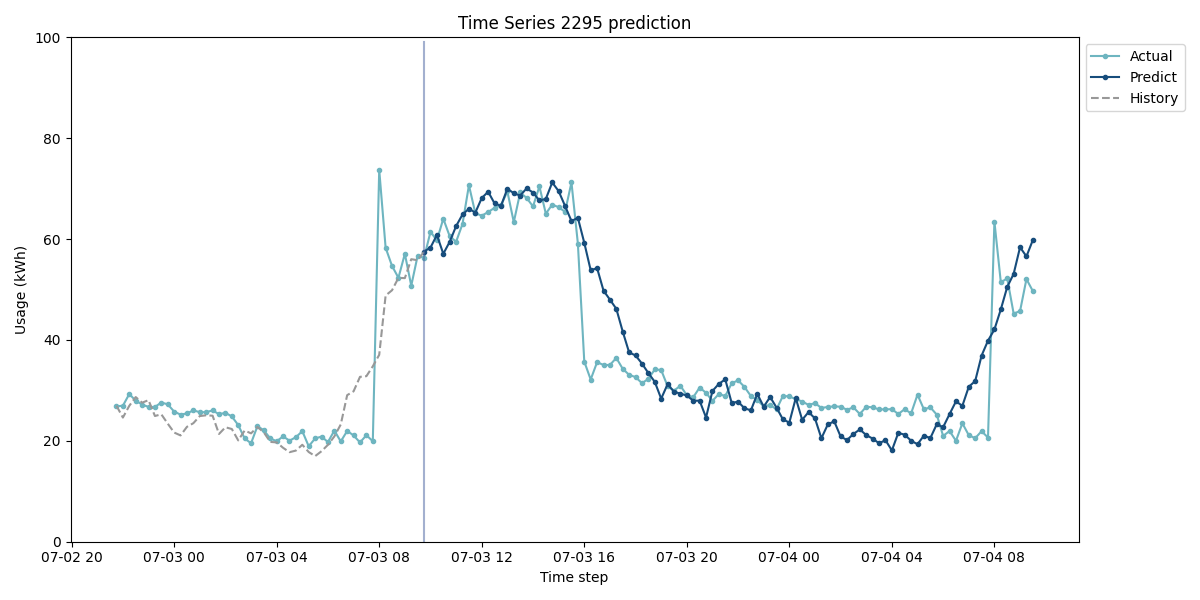 Time Series 2295 prediction
100
80
60
40
20
0
Usage (kWh)
07-02 20
07-03 00
07-03 04
07-03 08
07-03 12
07-03 16
07-03 20
07-04 00
07-04 04
07-04 08
Time step
Actual
Predict
History